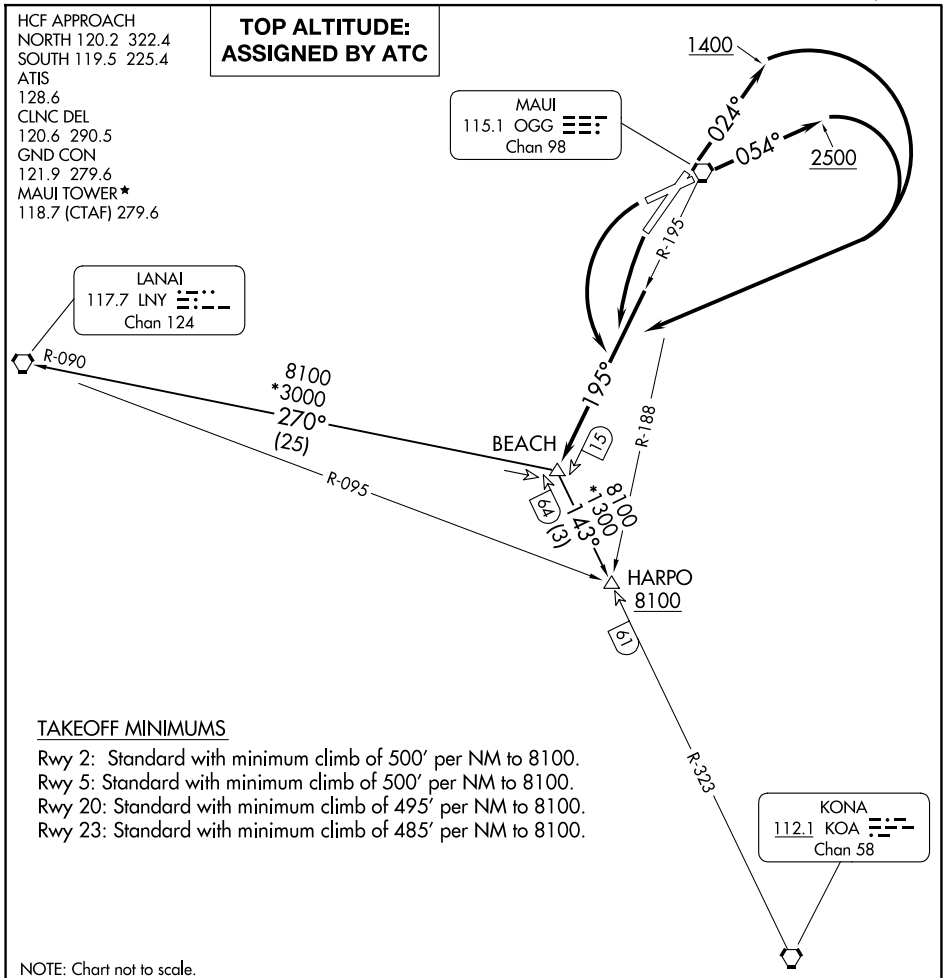 HCF APPROACH
NORTH 120.2 322.4
SOUTH 119.5 225.4
ATIS
128.6
CLNC DEL
120.6 290.5
GND CON
121.9 279.6
MAUI TOWER★
118.7 (CTAF) 279.6
TOP ALTITUDE:
ASSIGNED BY ATC
MAUI
115.1 OGG
Chan 98
1400
024°
054°
2500
R-195
LANAI
117.7 LNY
Chan 124
R-090
8100
*3000
270°
(25)
R-095
195°
R-188
BEACH
15
64
8100
*1300
143°
(3)
HARPO
8100
61
R-323
TAKEOFF MINIMUMS
Rwy 2: Standard with minimum climb of 500' per NM to 8100.
Rwy 5: Standard with minimum climb of 500' per NM to 8100.
Rwy 20: Standard with minimum climb of 495' per NM to 8100.
Rwy 23: Standard with minimum climb of 485' per NM to 8100.
KONA
112.1 KOA
Chan 58
NOTE: Chart not to scale.